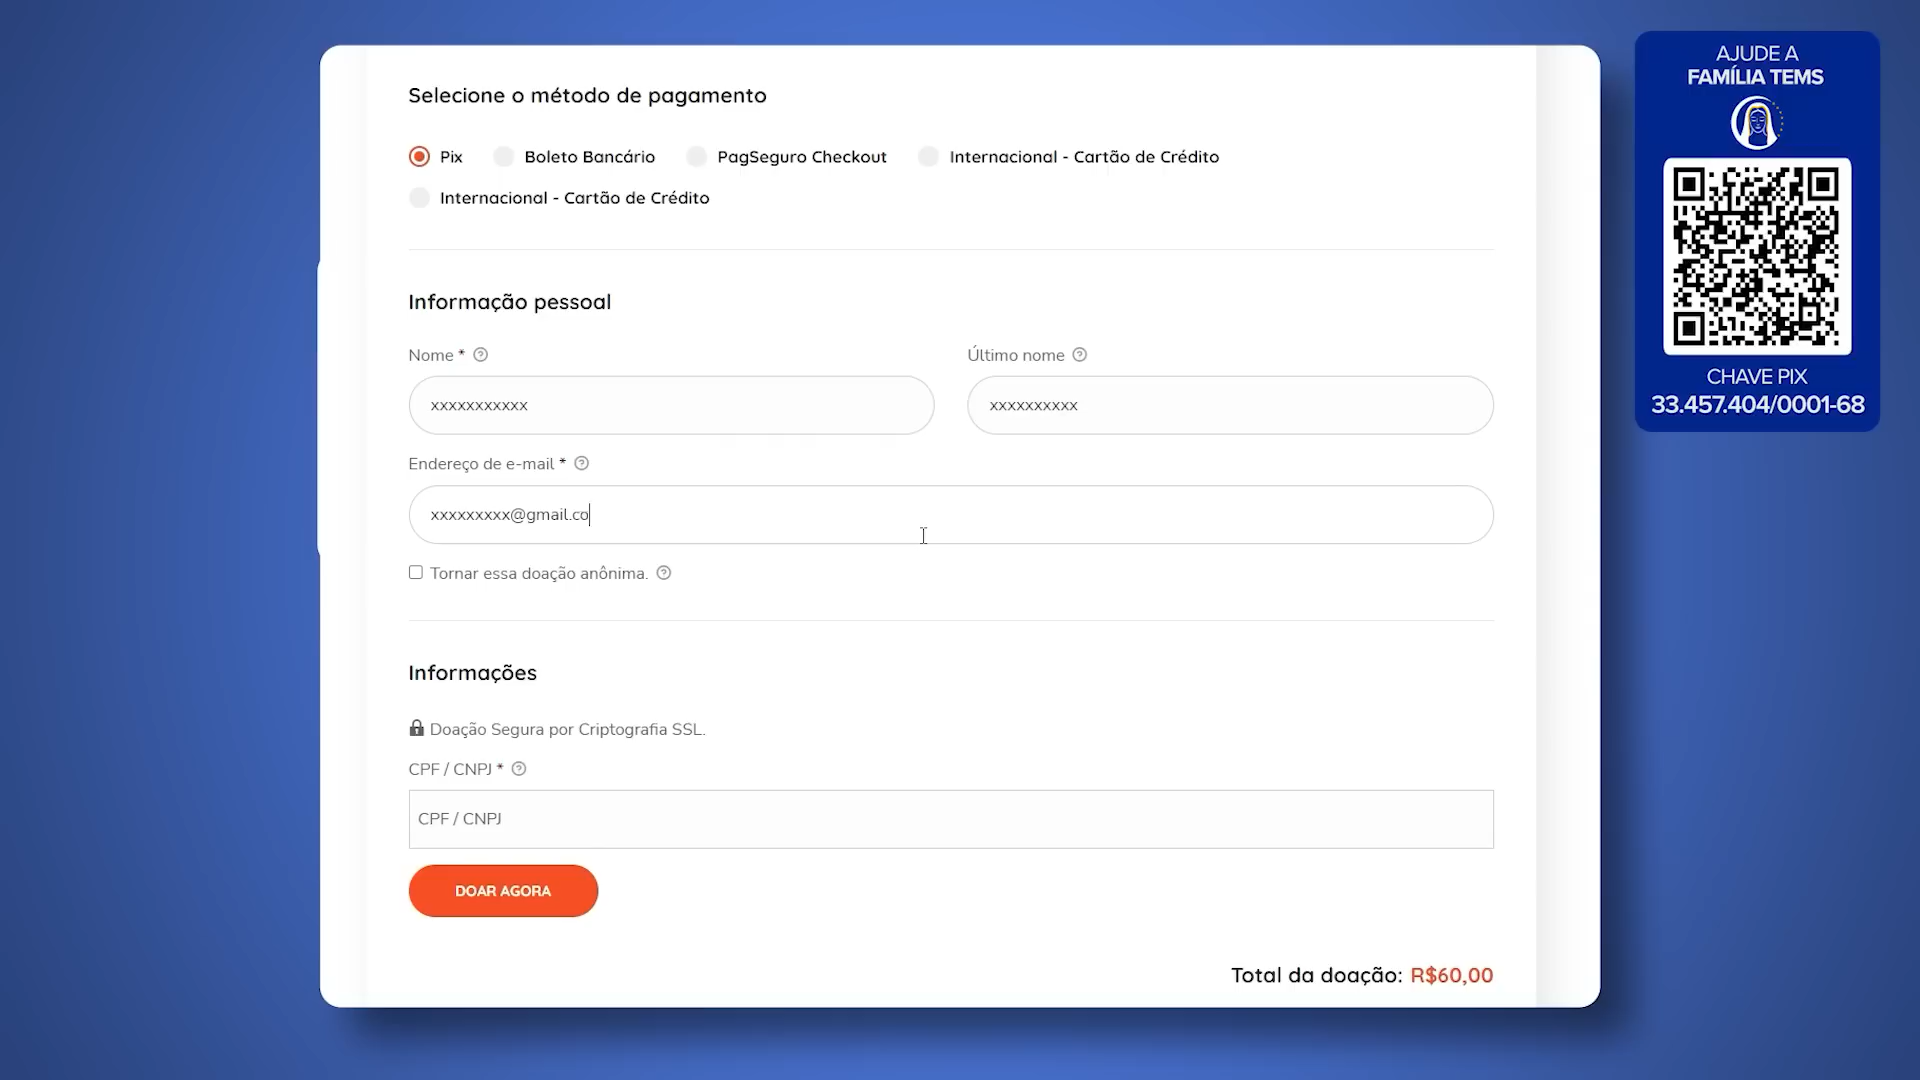 Selecione o método de pagamento
Pix
Boleto Bancário
PagSeguro Checkout
Internacional - Cartão de Crédito
Internacional - Cartão de Crédito
Informação pessoal
Nome *
Último nome
xxxxxxxxxxx
xxxxxxxxxx
Endereço de e-mail *
xxxxxxxxx@gmail.co
Tornar essa doação anônima.
Informações
Doação Segura por Criptografia SSL.
CPF / CNPJ *
CPF / CNPJ
DOAR AGORA
Total da doação: R$60,00
AJUDE A
FAMÍLIA TEMS
CHAVE PIX
33.457.404/0001-68